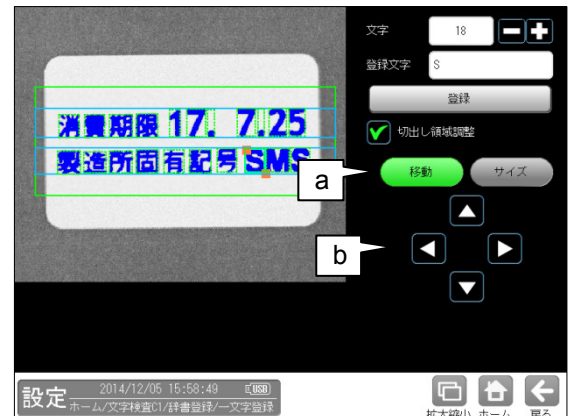 文字 18
登録文字 S
登録
切出し領域調整
移動 サイズ
消費期限 17. 7.25
製造所固有記号SMS
a
b
設定
2014/12/05 15:58:49 [USB]
ホーム/文字検査C1/辞書登録/一文字登録
拡大縮小 ホーム 戻る